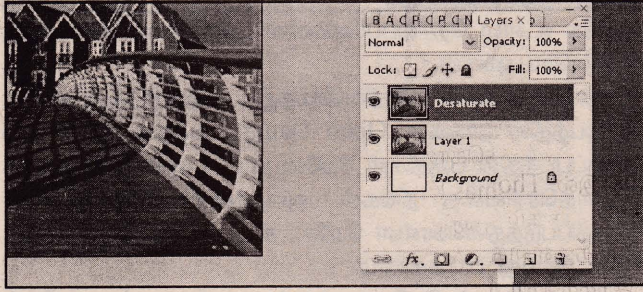 B A C P C P C N Layers ×
Normal Opacity: 100%
Lock: Fill: 100%
Desaturate
Layer 1
Background
fx.